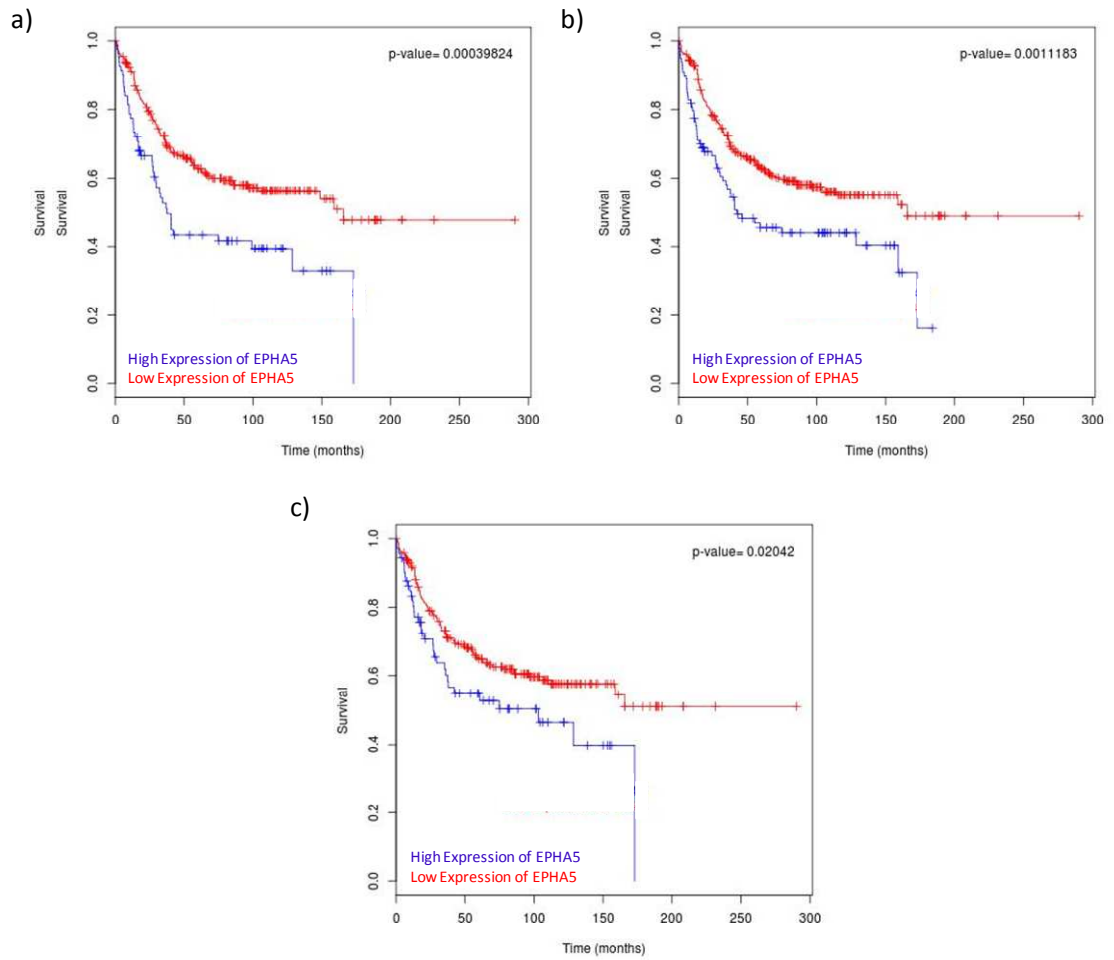 a)
p-value= 0.00039824
1.0
0.8
0.6
0.4
0.2
0.0
Survival
Survival
High Expression of EPHA5
Low Expression of EPHA5
0 50 100 150 200 250 300
Time (months)
b)
p-value= 0.0011183
1.0
0.8
0.6
0.4
0.2
0.0
Survival
Survival
High Expression of EPHA5
Low Expression of EPHA5
0 50 100 150 200 250 300
Time (months)
c)
p-value= 0.02042
1.0
0.8
0.6
0.4
0.2
0.0
Survival
High Expression of EPHA5
Low Expression of EPHA5
0 50 100 150 200 250 300
Time (months)